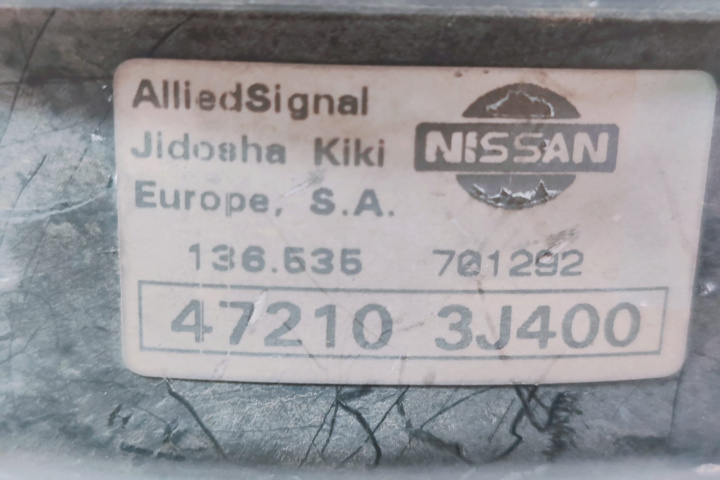 AlliedSignal
Jidosha Kiki
Europe, S.A.
NISSAN
136.535 701292
47210 3J400